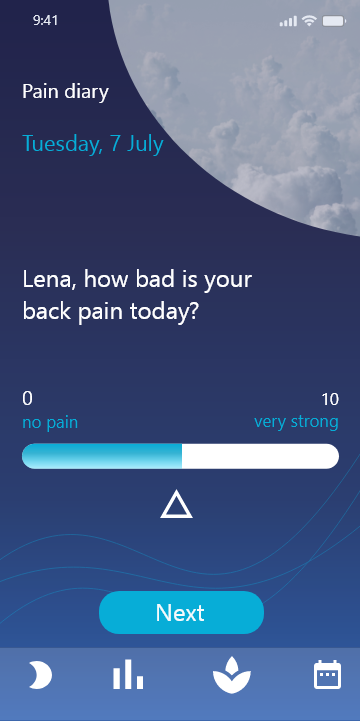 9:41
Pain diary
Tuesday, 7 July
Lena, how bad is your
back pain today?
0 10
no pain very strong
Next